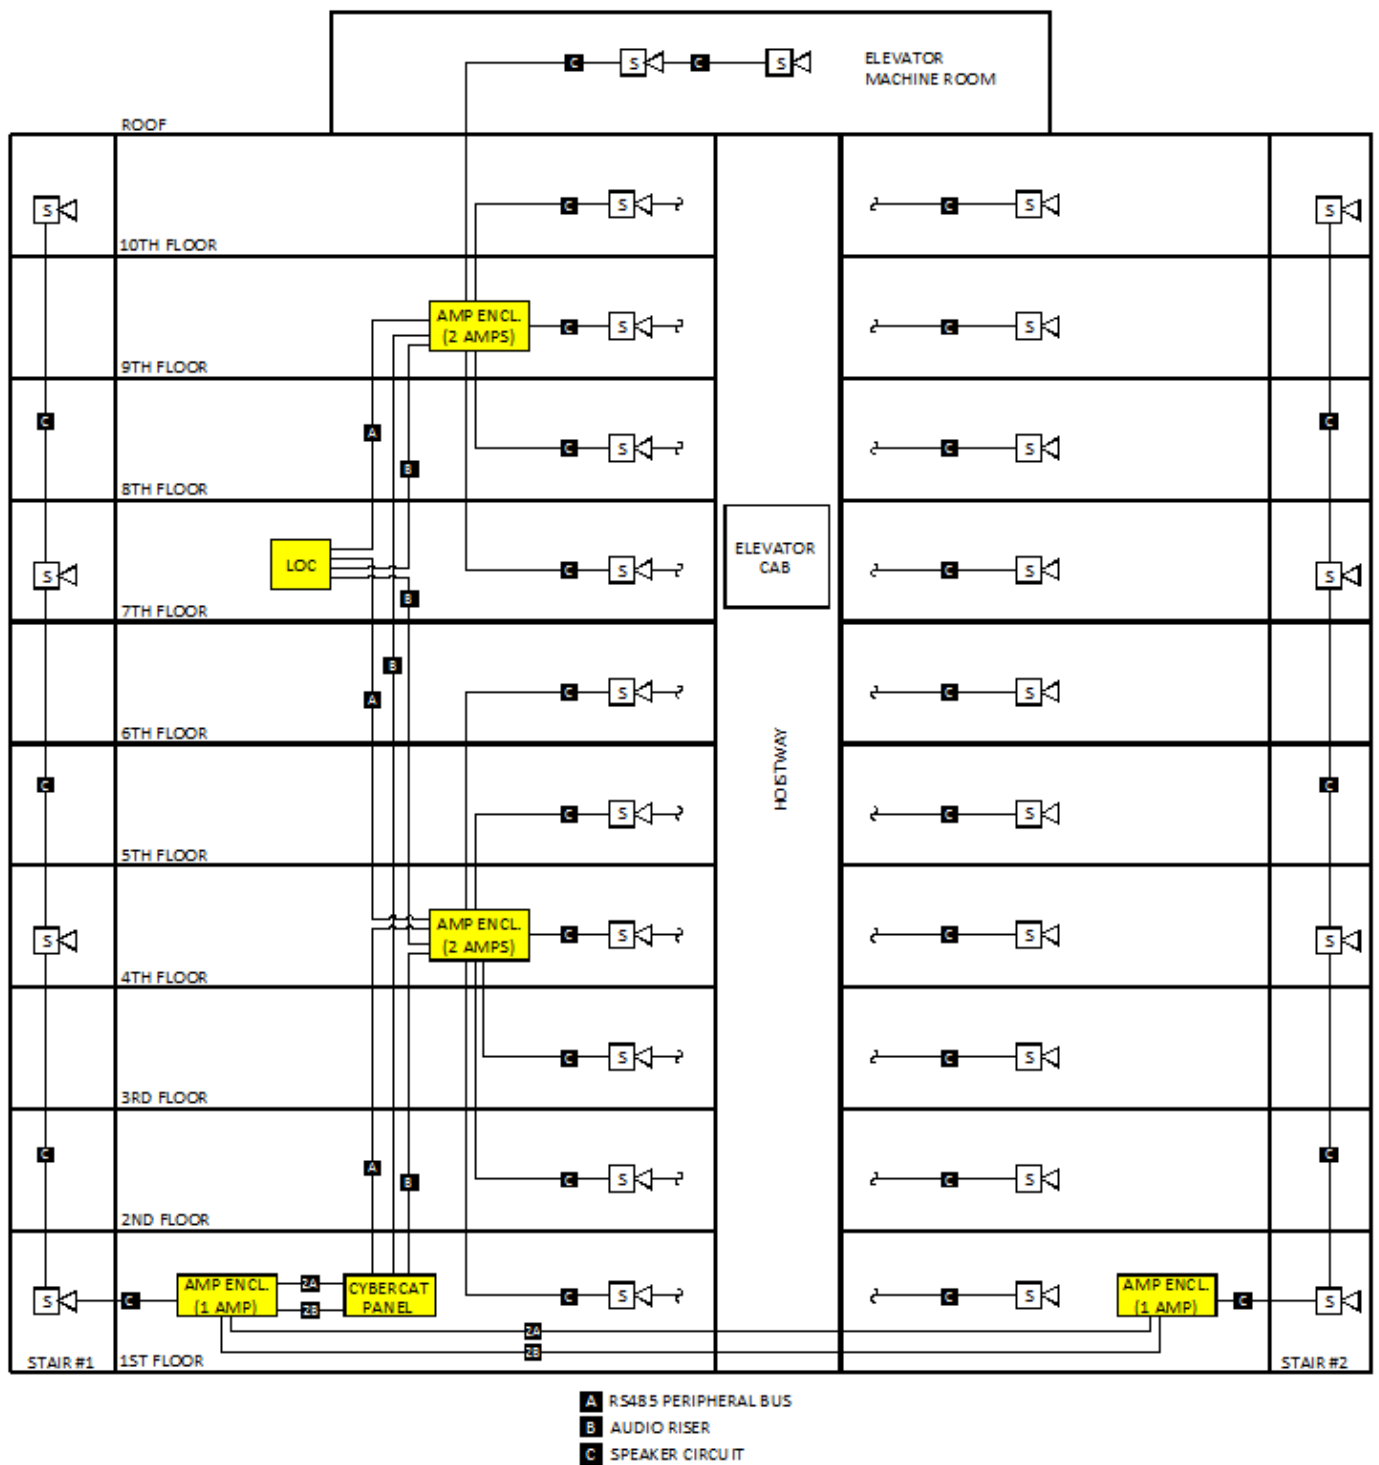 C S C S ELEVATOR
MACHINE ROOM
ROOF
S C S C S S
10TH FLOOR
AMP ENCL.
(2 AMPS)
C S C S
9TH FLOOR
C A B C S C S C
8TH FLOOR
S LOC B C S ELEVATOR
CAB
C S S
7TH FLOOR
B A C S C S
6TH FLOOR
HOISTWAY
C C S C S C
5TH FLOOR
S AMP ENCL.
(2 AMPS)
C S C S S
4TH FLOOR
C S C S
3RD FLOOR
C A B C S C S C
2ND FLOOR
S C AMP ENCL.
(1 AMP)
2A
2B
CYBERCAT
PANEL
C S C S AMP ENCL.
(1 AMP)
C S
2A
2B
STAIR #1 1ST FLOOR STAIR #2
A RS485 PERIPHERAL BUS
B AUDIO RISER
C SPEAKER CIRCUIT